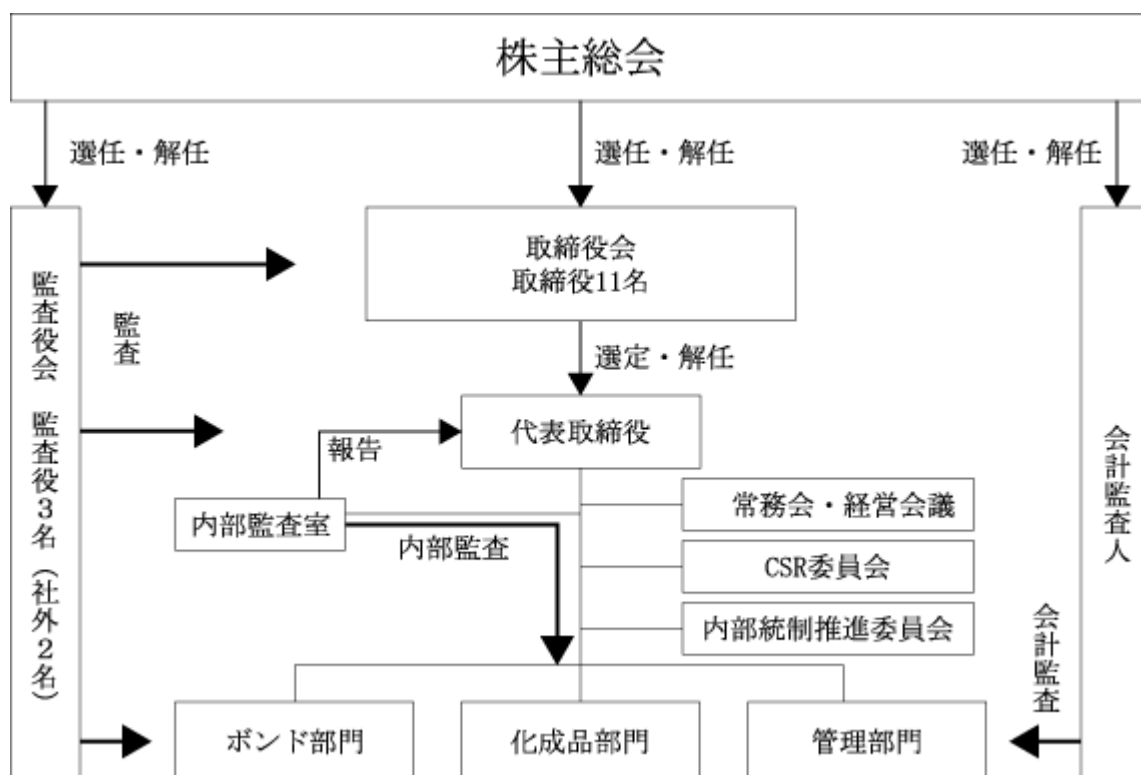 株主総会
選任・解任
選任・解任
選任・解任
取締役会
取締役11名
監査役会 監査役3名(社外2名)
監査
選定・解任
代表取締役
報告
会計監査人
内部監査室
内部監査
常務会・経営会議
CSR委員会
内部統制推進委員会
会計監査
ボンド部門
化成品部門
管理部門